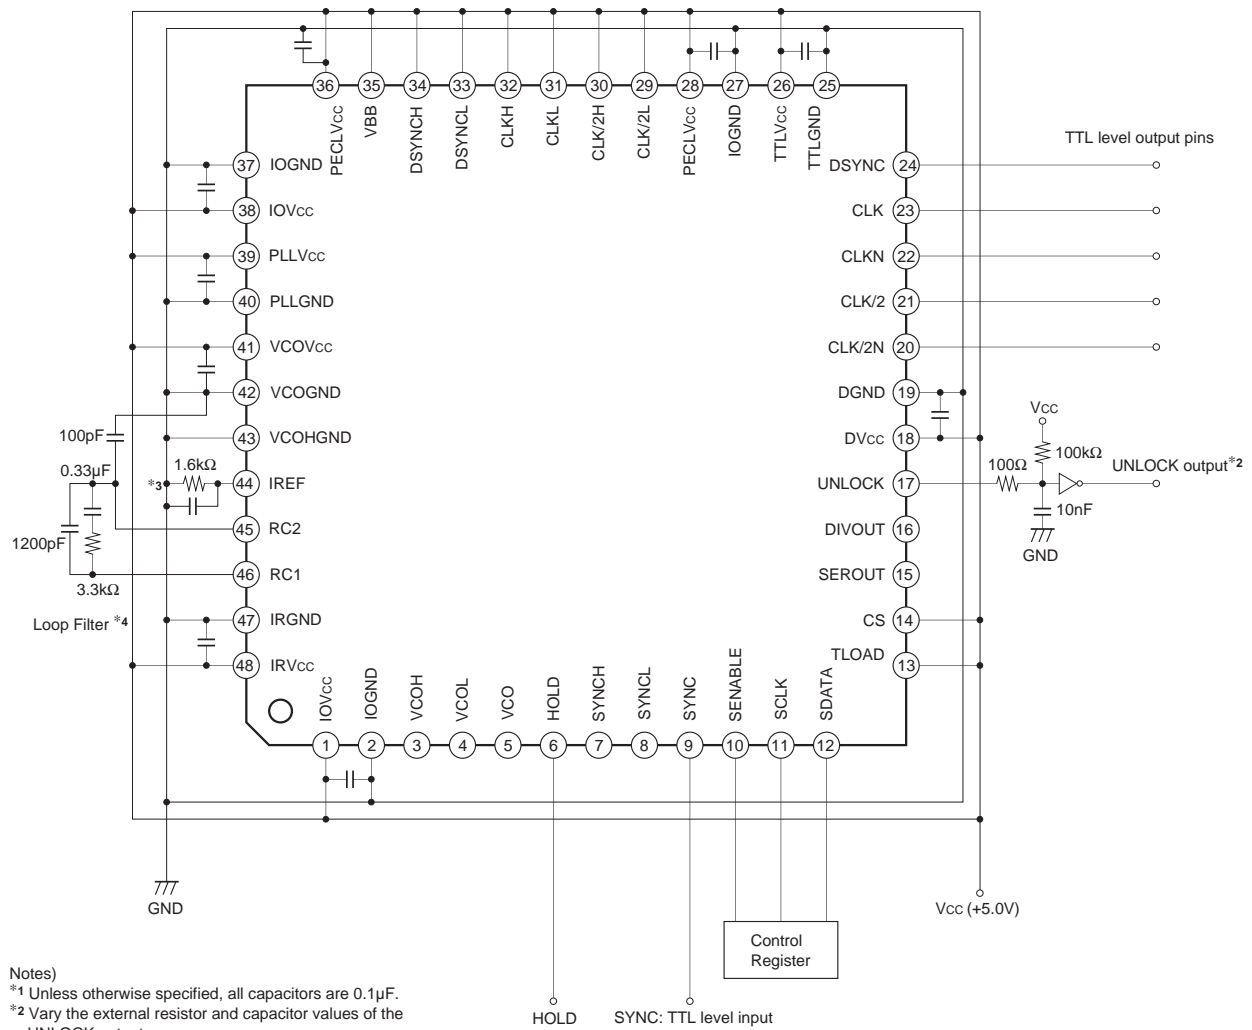 36 35 34 33 32 31 30 29 28 27 26 25
PECLVCC
VBB
DSYNCH
DSYNCL
CLKH
CLKL
CLK/2H
CLK/2L
PECLVCC
IOGND
TTLVCC
TTLGND
37 IOGND
38 IOVCC
39 PLLVCC
40 PLLGND
41 VCOVCC
42 VCOGND
43 VCOHGND
44 IREF
45 RC2
46 RC1
47 IRGND
48 IRVCC
100pF
0.33µF
*3
1.6kΩ
1200pF
3.3kΩ
Loop Filter *4
TTL level output pins
DSYNC 24
CLK 23
CLKN 22
CLK/2 21
CLK/2N 20
DGND 19
DVCC 18
UNLOCK 17
DIVOUT 16
SEROUT 15
CS 14
TLOAD 13
VCC
100kΩ
100Ω
UNLOCK output*2
10nF
GND
IOVCC
IOGND
VCOH
VCOL
VCO
HOLD
SYNCH
SYNCL
SYNC
SENABLE
SCLK
SDATA
1 2 3 4 5 6 7 8 9 10 11 12
GND
VCC (+5.0V)
Control
Register
HOLD
SYNC: TTL level input
Notes)
*1 Unless otherwise specified, all capacitors are 0.1µF.
*2 Vary the external resistor and capacitor values of the